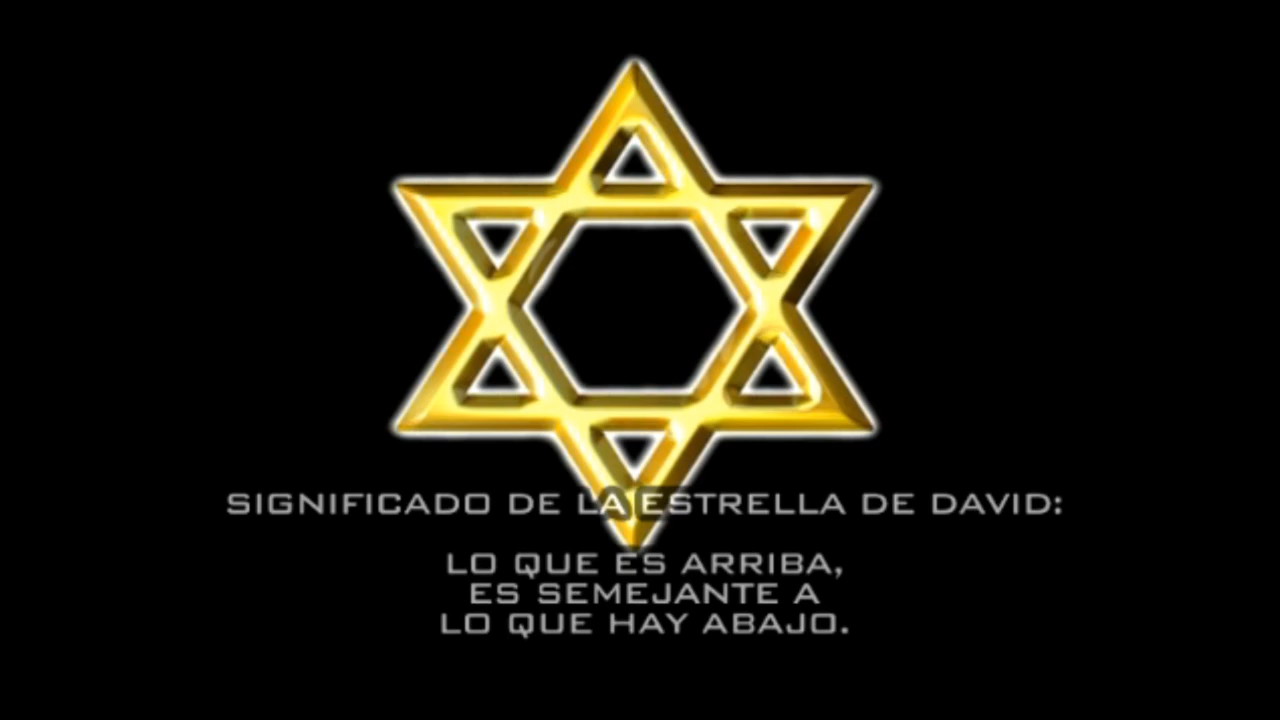 SIGNIFICADO DE LA ESTRELLA DE DAVID:
LO QUE ES ARRIBA,
ES SEMEJANTE A
LO QUE HAY ABAJO.